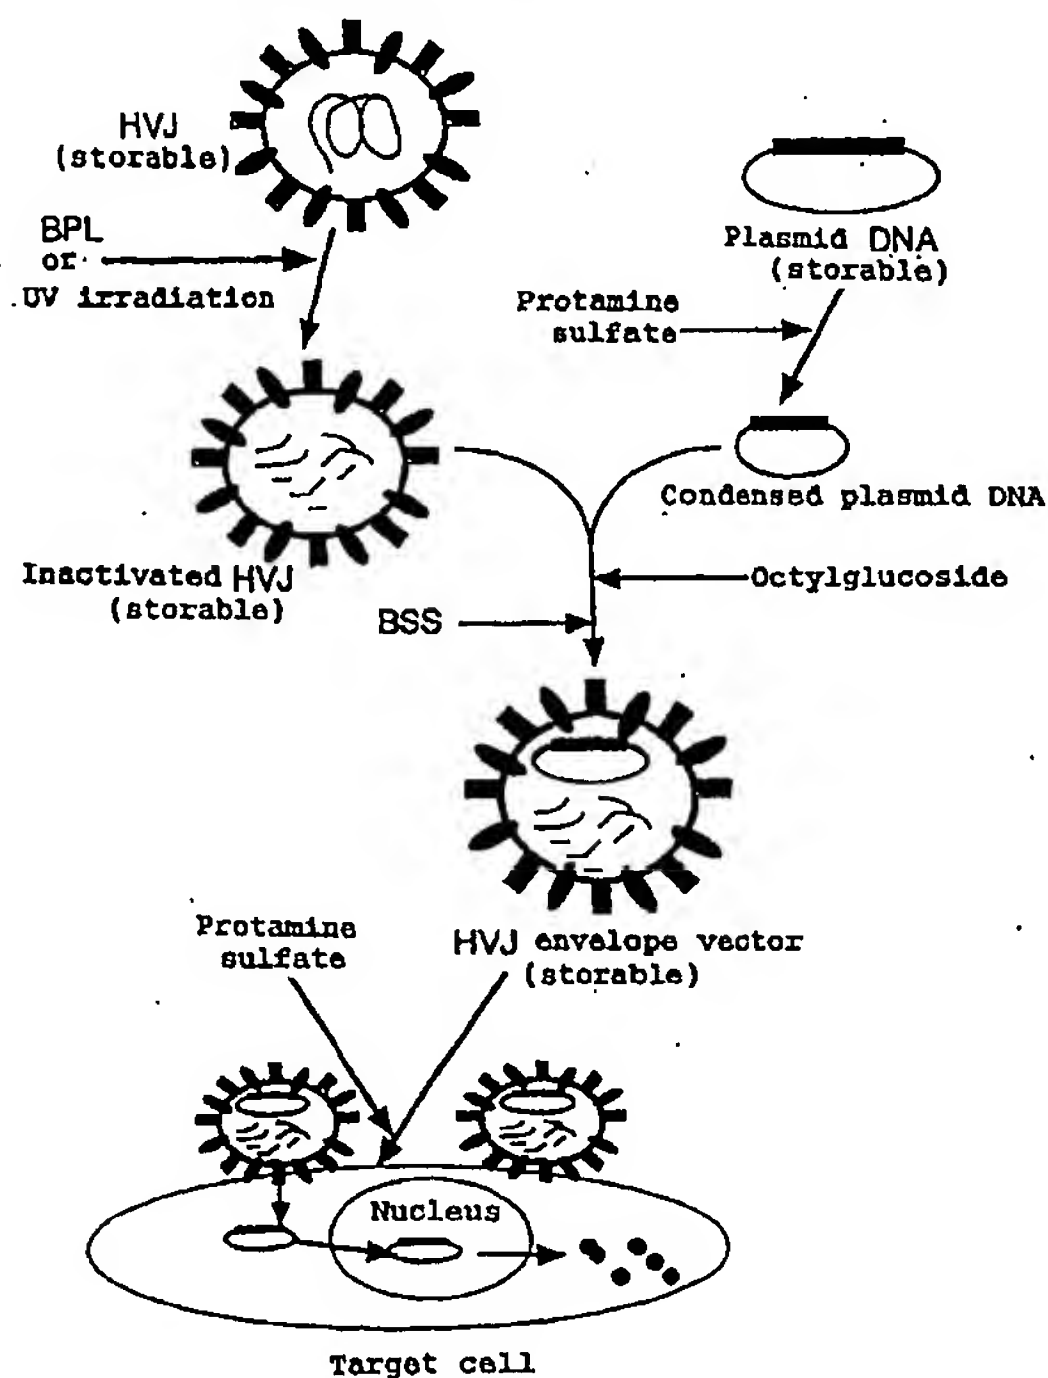 HVJ
(storable)
BPL
or
UV irradiation
Plasmid DNA
(storable)
Protamine
sulfate
Condensed plasmid DNA
Inactivated HVJ
(storable)
Octylglucoside
BSS
HVJ envelope vector
(storable)
Protamine
sulfate
Nucleus
Target cell